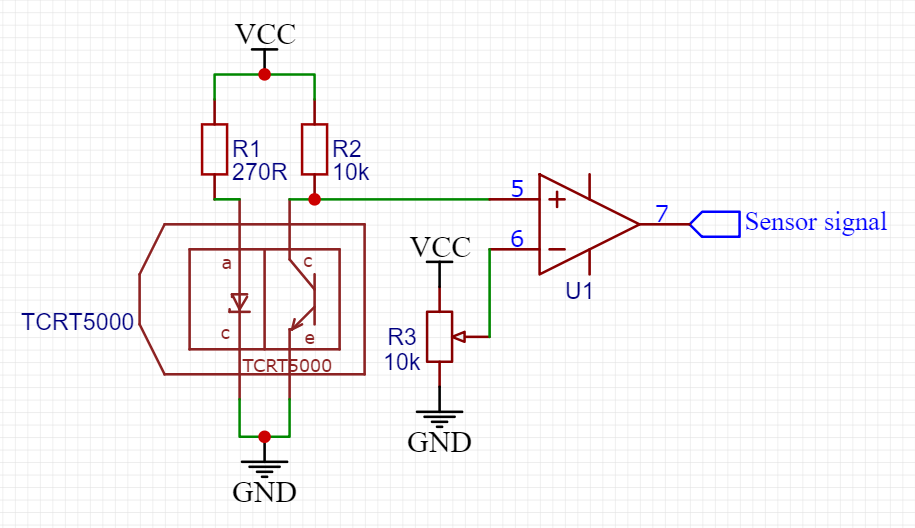 VCC
R1
270R
R2
10k
5
+
6
−
7
Sensor signal
U1
VCC
R3
10k
GND
TCRT5000
a
c
c
e
TCRT5000
GND